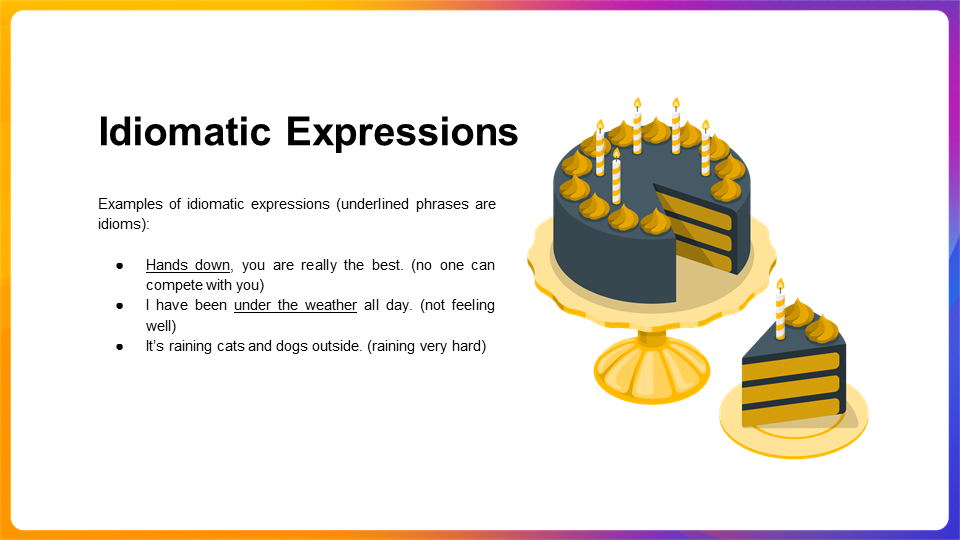 Idiomatic Expressions
Examples of idiomatic expressions (underlined phrases are
idioms):
● Hands down, you are really the best. (no one can
compete with you)
● I have been under the weather all day. (not feeling
well)
● It’s raining cats and dogs outside. (raining very hard)